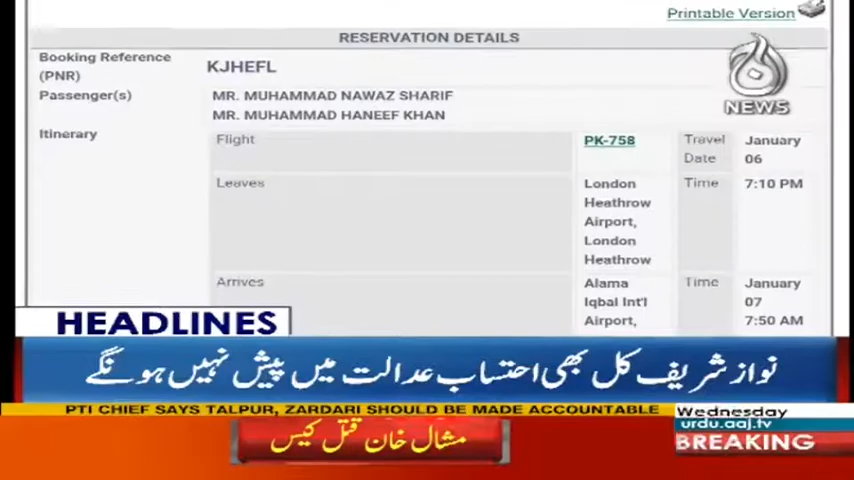 Printable Version
RESERVATION DETAILS
Booking Reference
(PNR)
KJHEFL
Passenger(s)
MR. MUHAMMAD NAWAZ SHARIF
MR. MUHAMMAD HANEEF KHAN
Itinerary
Flight
PK-758
Travel
Date
January
06
Leaves
London
Heathrow
Airport,
London
Heathrow
Time
7:10 PM
Arrives
Alama
Iqbal Int'l
Airport,
Time
January
07
7:50 AM
NEWS
HEADLINES
نواز شریف کل بھی احتساب عدالت میں پیش نہیں ہونگے
PTI CHIEF SAYS TALPUR, ZARDARI SHOULD BE MADE ACCOUNTABLE
Wednesday
urdu.aaj.tv
BREAKING
مشال خان قتل کیس